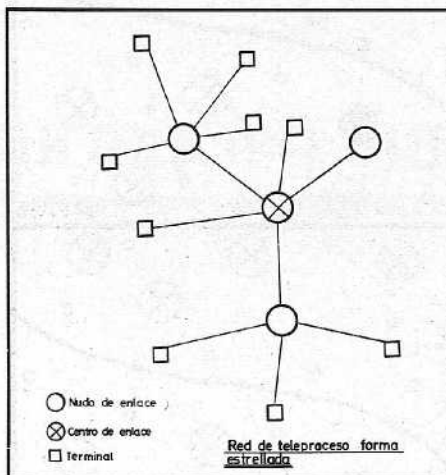 Nudo de enlace
Centro de enlace
Terminal
Red de teleproceso forma
estrellada